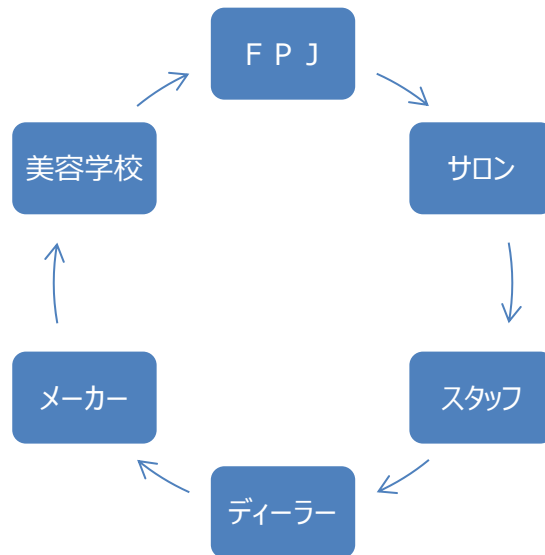 ＦＰＪ
サロン
スタッフ
ディーラー
メーカー
美容学校